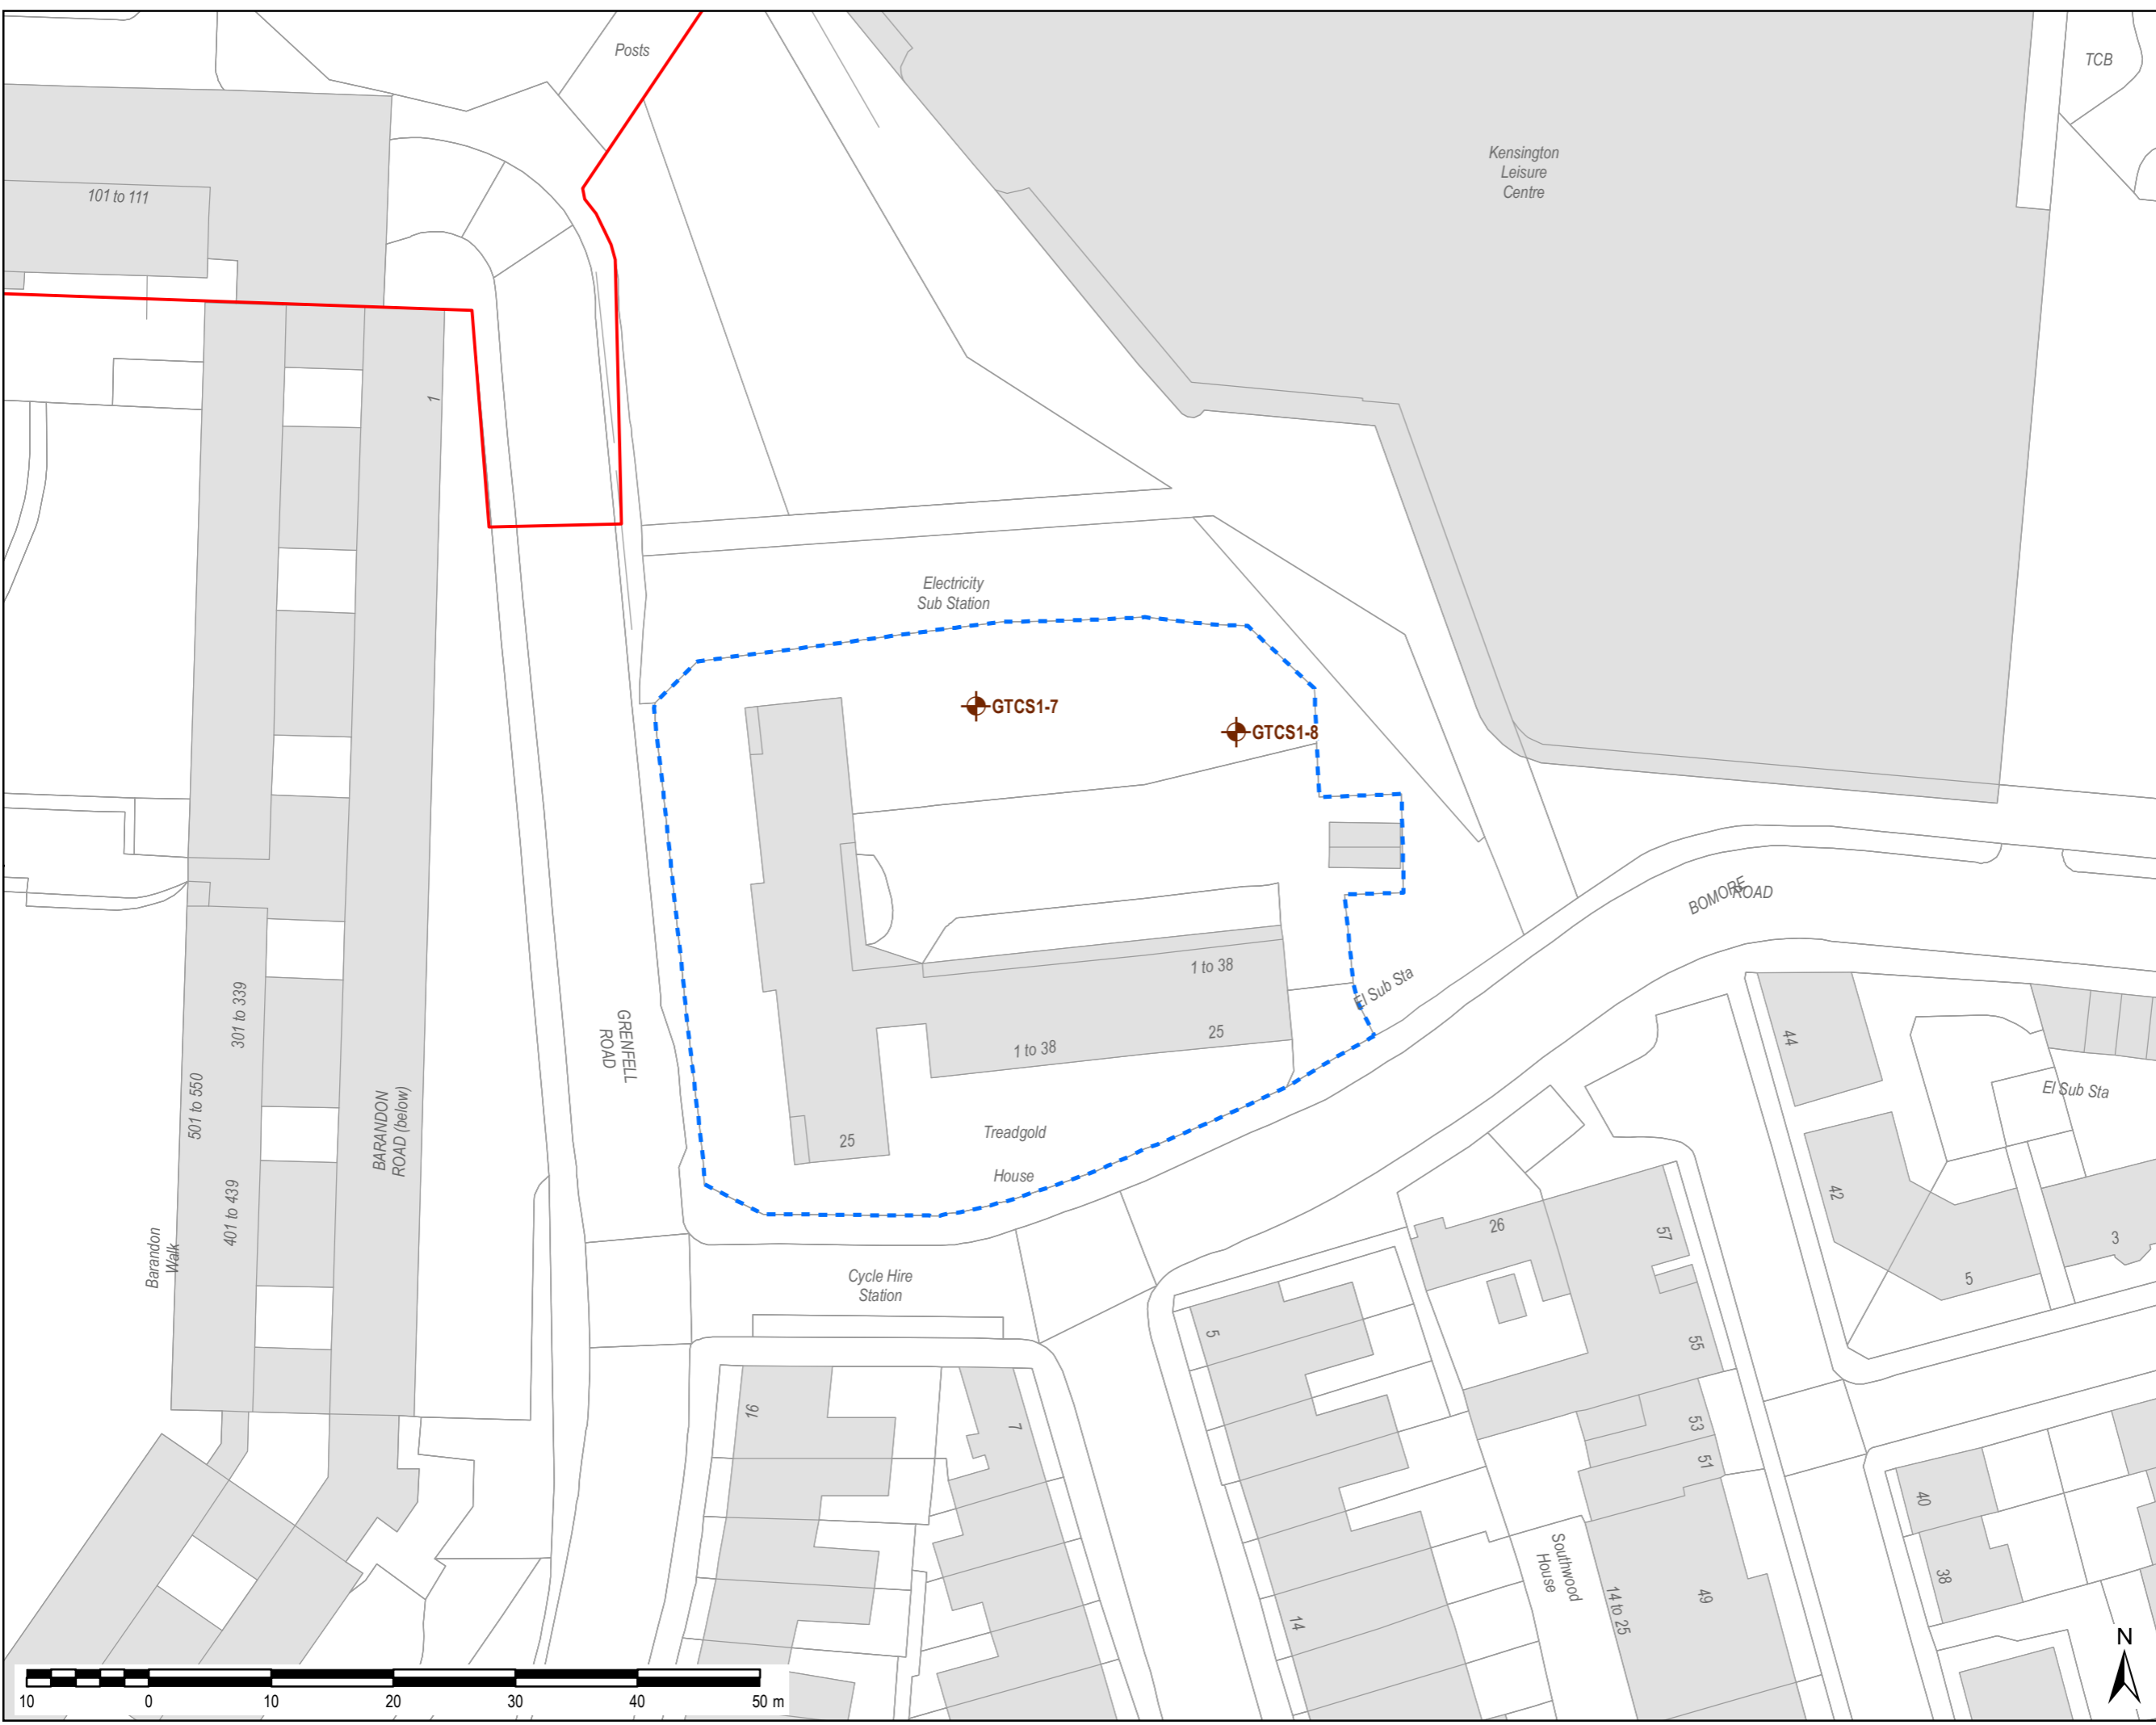 Posts
TCB
Kensington
Leisure
Centre
101 to 111
1
Electricity
Sub Station
GTCS1-7
GTCS1-8
BOMORE
ROAD
1 to 38
El Sub Sta
25
1 to 38
301 to 339
GRENFELL
ROAD
44
El Sub Sta
501 to 550
BARANDON
ROAD (below)
Treadgold
House
25
401 to 439
42
Barandon
Walk
26
57
3
5
Cycle Hire
Station
5
55
16
7
53
51
40
Southwood
House
38
14
14 to 25
49
N
10 0 10 20 30 40 50 m